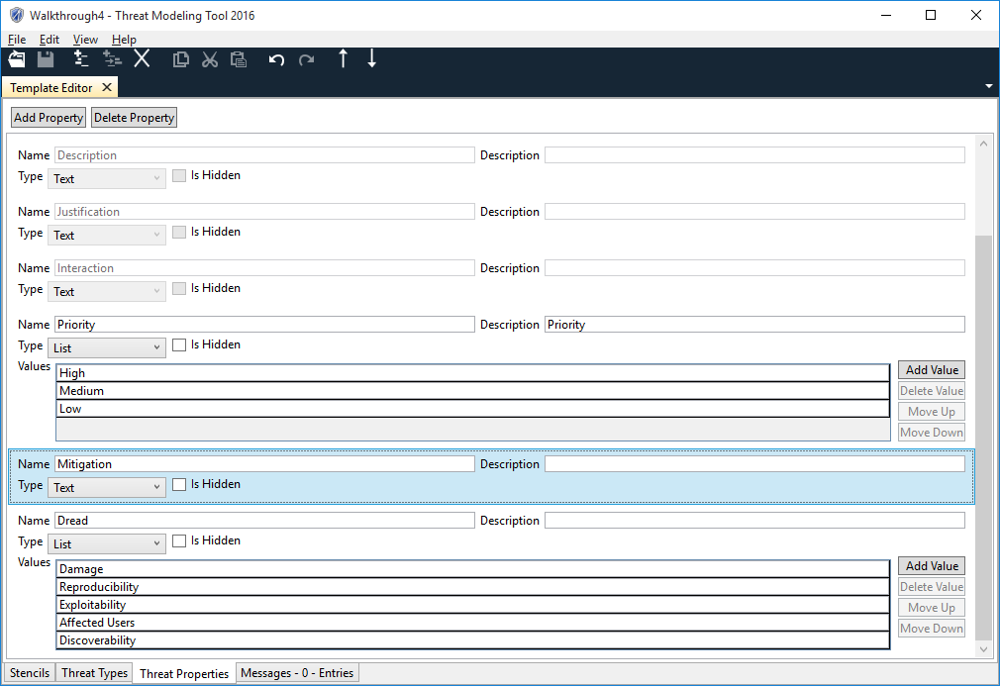 Walkthrough4 - Threat Modeling Tool 2016
File Edit View Help
Template Editor
Add Property Delete Property
Name Description Description
Type Text Is Hidden
Name Justification Description
Type Text Is Hidden
Name Interaction Description
Type Text Is Hidden
Name Priority Description Priority
Type List Is Hidden
Values High Add Value
Medium Delete Value
Low Move Up
Move Down
Name Mitigation Description
Type Text Is Hidden
Name Dread Description
Type List Is Hidden
Values Damage Add Value
Reproducibility Delete Value
Exploitability Move Up
Affected Users Move Down
Discoverability
Stencils Threat Types Threat Properties Messages - 0 - Entries